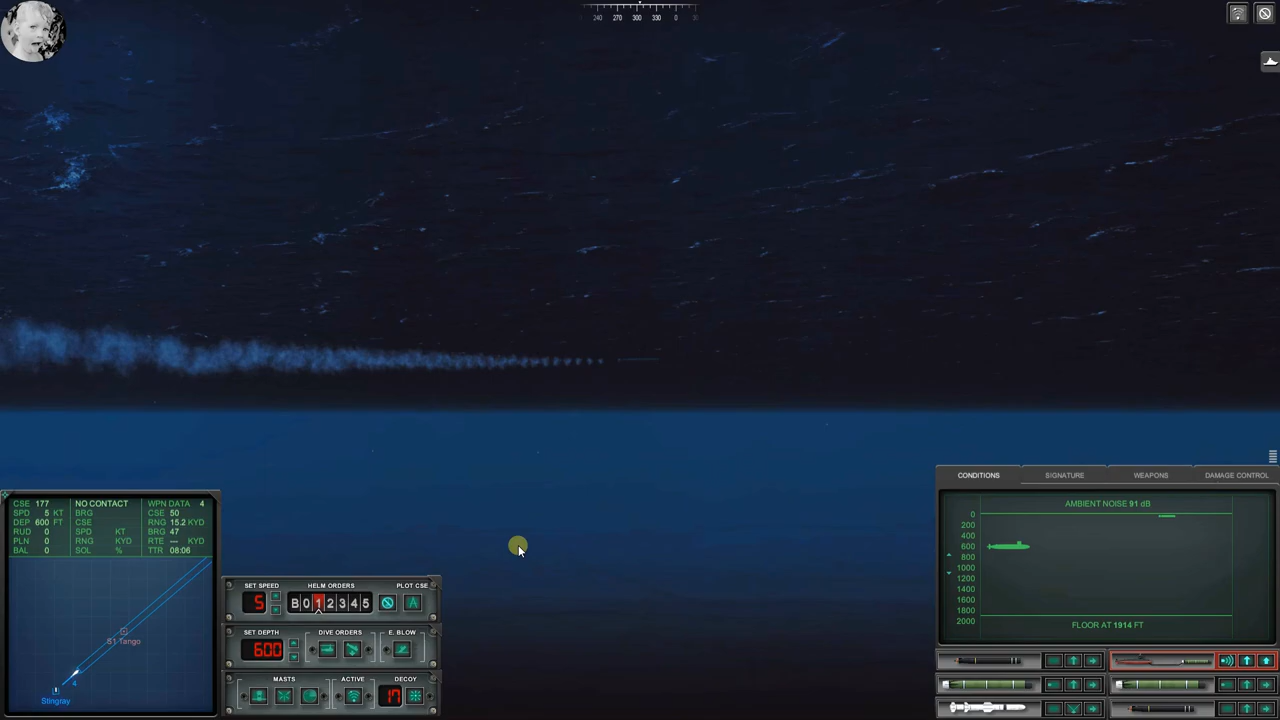 240 270 300 330 0
CSE 177 NO CONTACT WPN DATA 4
SPD 5 KT BRG CSE 50
DEP 600 FT CSE RNG 15.2 KYD
RUD 0 SPD KT BRG 47
PLN 0 RNG KYD RTE --- KYD
BAL 0 SOL % TTR 08:06
S1 Tango
4
Stingray
SET SPEED HELM ORDERS PLOT CSE
5 B 0 1 2 3 4 5
SET DEPTH DIVE ORDERS E. BLOW
600
MASTS ACTIVE DECOY
17
CONDITIONS SIGNATURE WEAPONS DAMAGE CONTROL
AMBIENT NOISE 91 dB
0
200
400
600
800
1000
1200
1400
1600
1800
2000
FLOOR AT 1914 FT